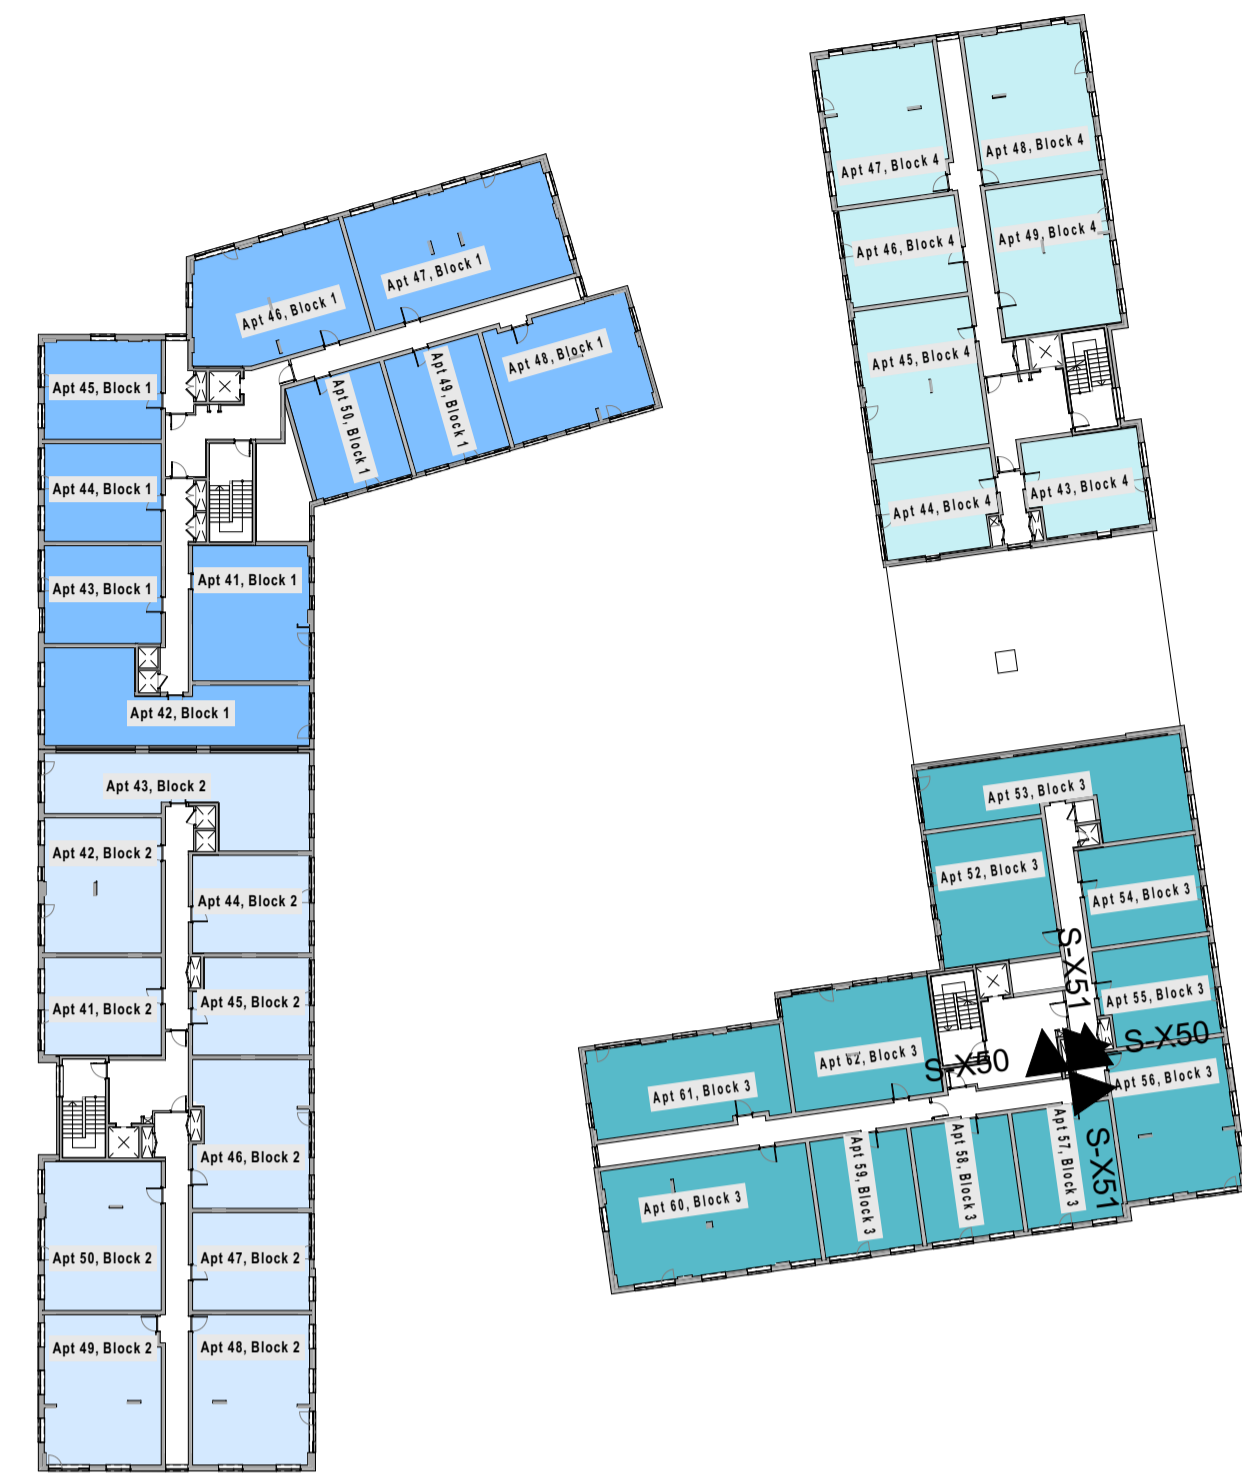 Apt 47, Block 4
Apt 48, Block 4
Apt 46, Block 4
Apt 49, Block 4
Apt 45, Block 4
Apt 44, Block 4
Apt 43, Block 4
Apt 46, Block 1
Apt 47, Block 1
Apt 48, Block 1
Apt 49, Block 1
Apt 50, Block 1
Apt 45, Block 1
Apt 44, Block 1
Apt 43, Block 1
Apt 41, Block 1
Apt 42, Block 1
Apt 43, Block 2
Apt 42, Block 2
Apt 44, Block 2
Apt 41, Block 2
Apt 45, Block 2
Apt 46, Block 2
Apt 50, Block 2
Apt 47, Block 2
Apt 49, Block 2
Apt 48, Block 2
Apt 53, Block 3
Apt 52, Block 3
Apt 54, Block 3
S-X51
Apt 55, Block 3
S-X50
S-X50
Apt 62, Block 3
Apt 61, Block 3
Apt 56, Block 3
Apt 57, Block 3
Apt 58, Block 3
Apt 59, Block 3
Apt 60, Block 3
S-X51